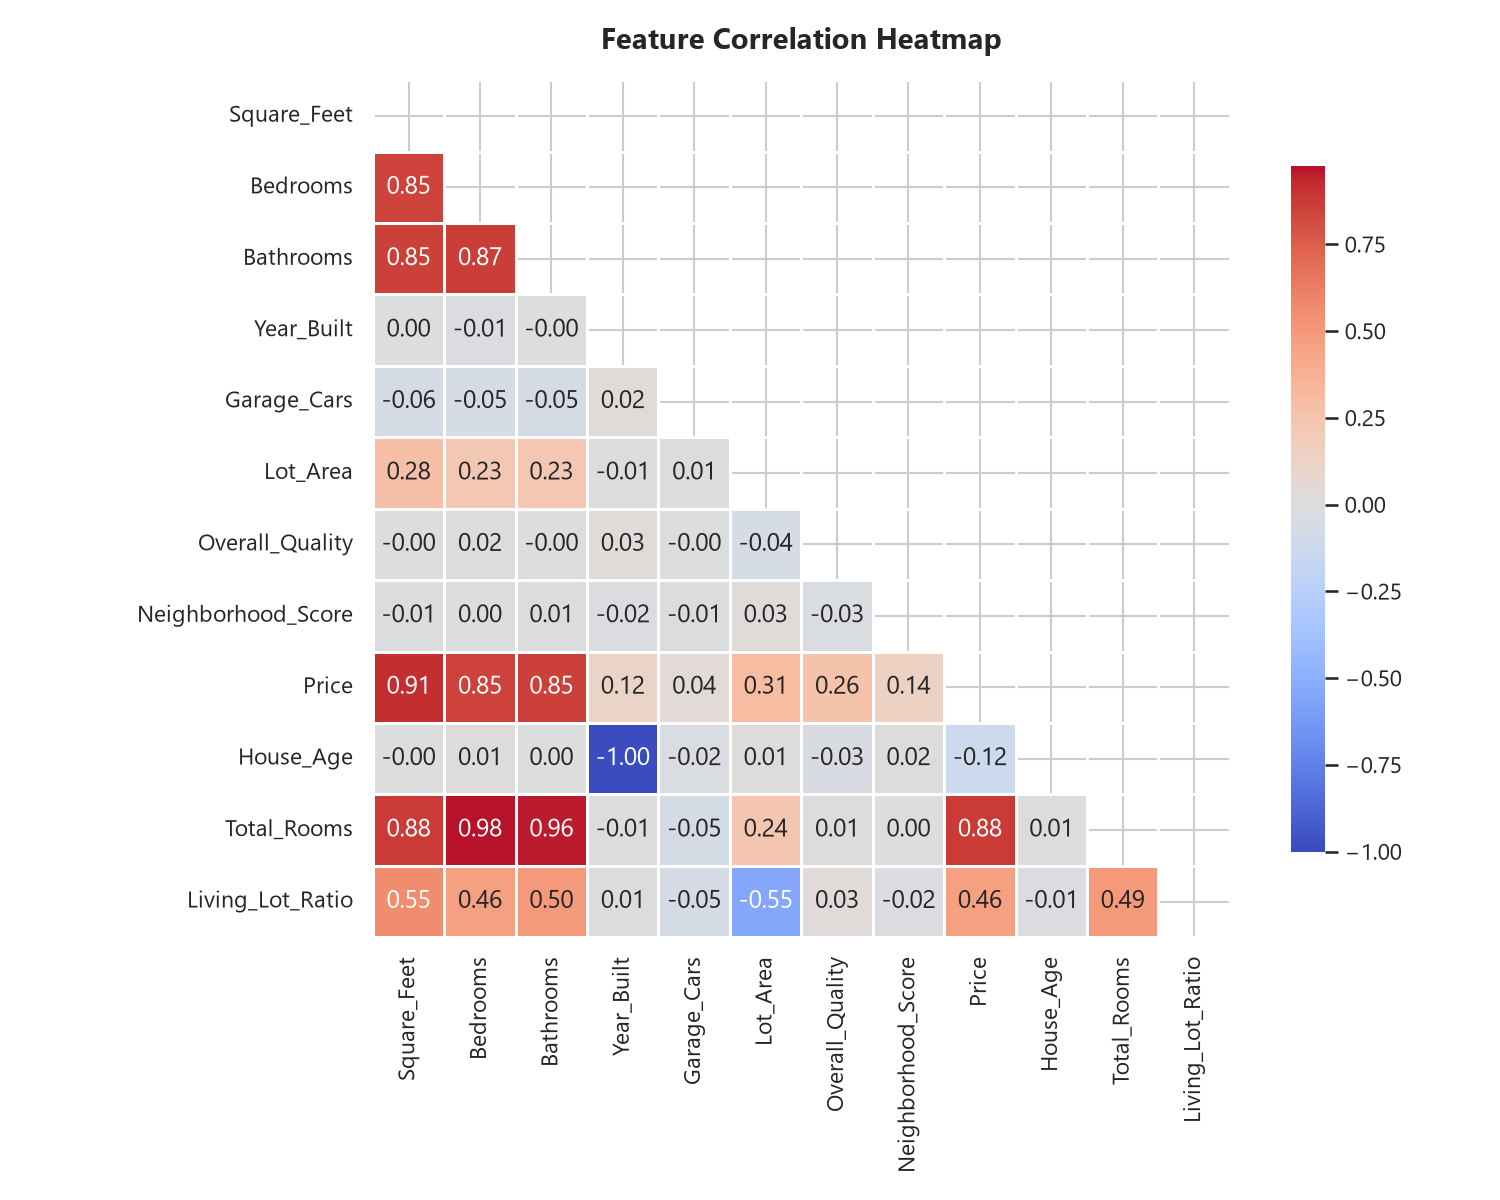 Feature Correlation Heatmap
Square_Feet
Bedrooms 0.85
Bathrooms 0.85 0.87
Year_Built 0.00 -0.01 -0.00
Garage_Cars -0.06 -0.05 -0.05 0.02
Lot_Area 0.28 0.23 0.23 -0.01 0.01
Overall_Quality -0.00 0.02 -0.00 0.03 -0.00 -0.04
Neighborhood_Score -0.01 0.00 0.01 -0.02 -0.01 0.03 -0.03
Price 0.91 0.85 0.85 0.12 0.04 0.31 0.26 0.14
House_Age -0.00 0.01 0.00 -1.00 -0.02 0.01 -0.03 0.02 -0.12
Total_Rooms 0.88 0.98 0.96 -0.01 -0.05 0.24 0.01 0.00 0.88 0.01
Living_Lot_Ratio 0.55 0.46 0.50 0.01 -0.05 -0.55 0.03 -0.02 0.46 -0.01 0.49
Square_Feet
Bedrooms
Bathrooms
Year_Built
Garage_Cars
Lot_Area
Overall_Quality
Neighborhood_Score
Price
House_Age
Total_Rooms
Living_Lot_Ratio
0.75
0.50
0.25
0.00
−0.25
−0.50
−0.75
−1.00